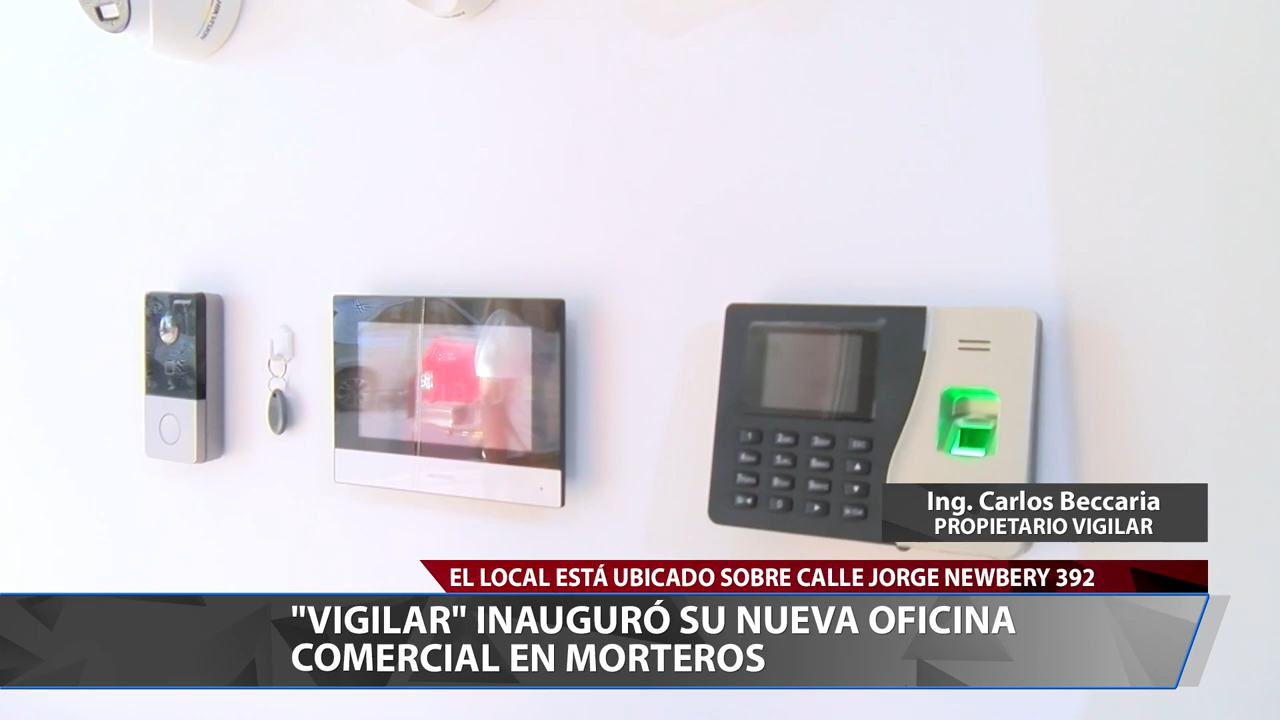 HIKVISION
Ing. Carlos Beccaria
PROPIETARIO VIGILAR
EL LOCAL ESTÁ UBICADO SOBRE CALLE JORGE NEWBERY 392
"VIGILAR" INAUGURÓ SU NUEVA OFICINA
COMERCIAL EN MORTEROS